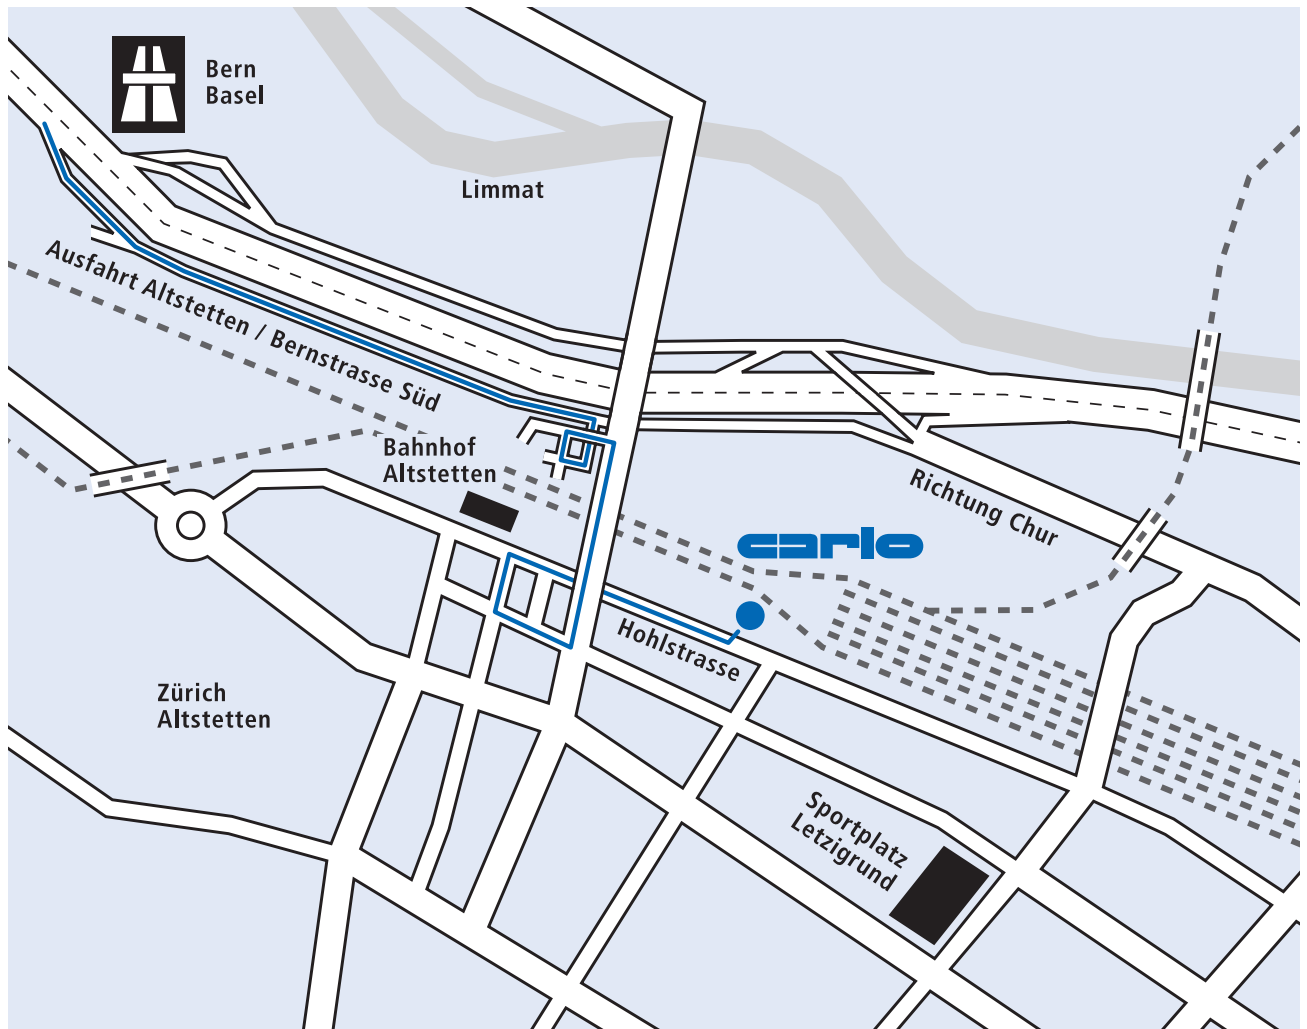 Bern
Basel
Limmat
Ausfahrt Altstetten / Bernstrasse Süd
Bahnhof
Altstetten
Richtung Chur
carlo
Hohlstrasse
Zürich
Altstetten
Sportplatz
Letzigrund